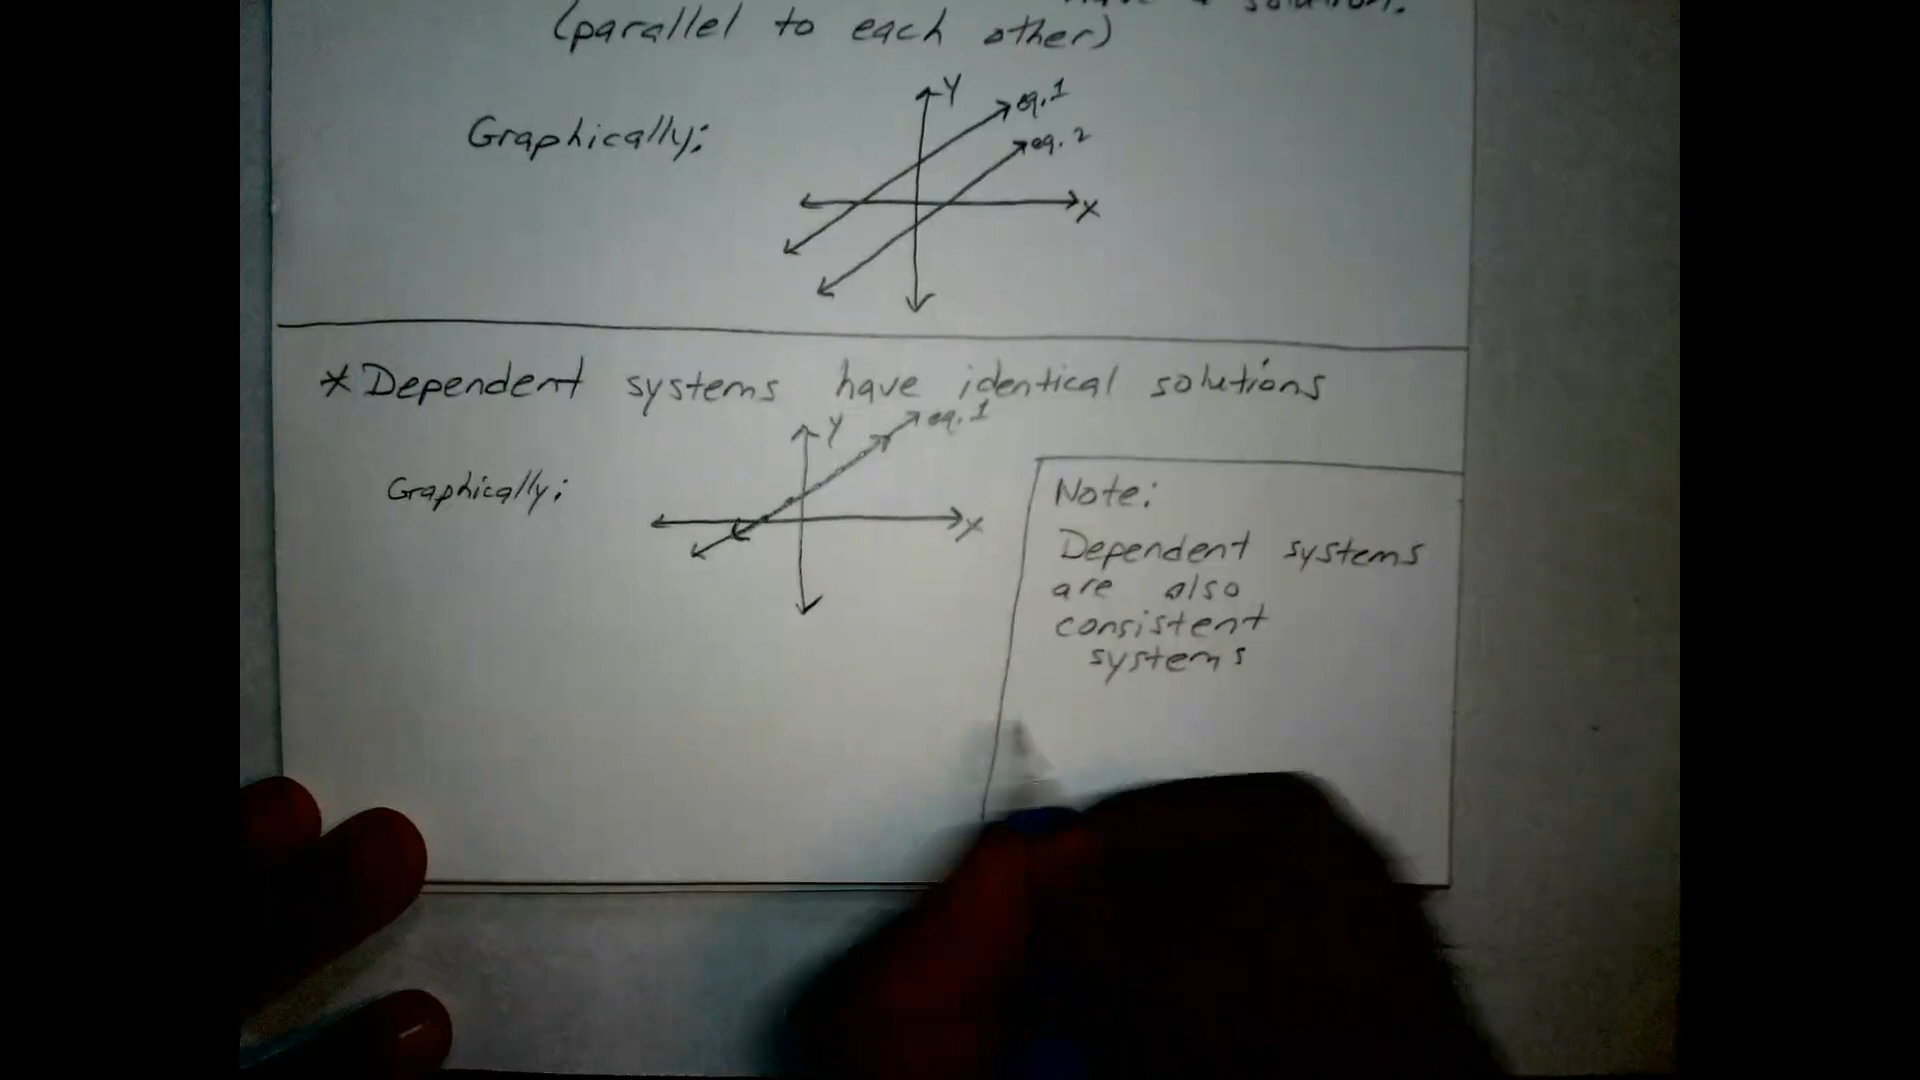 solution.
(parallel to each other)
Graphically:
Y
eq. 1
eq. 2
X
*Dependent systems have identical solutions
Graphically:
Y
eq. 1
X
Note:
Dependent systems
are also
consistent
systems